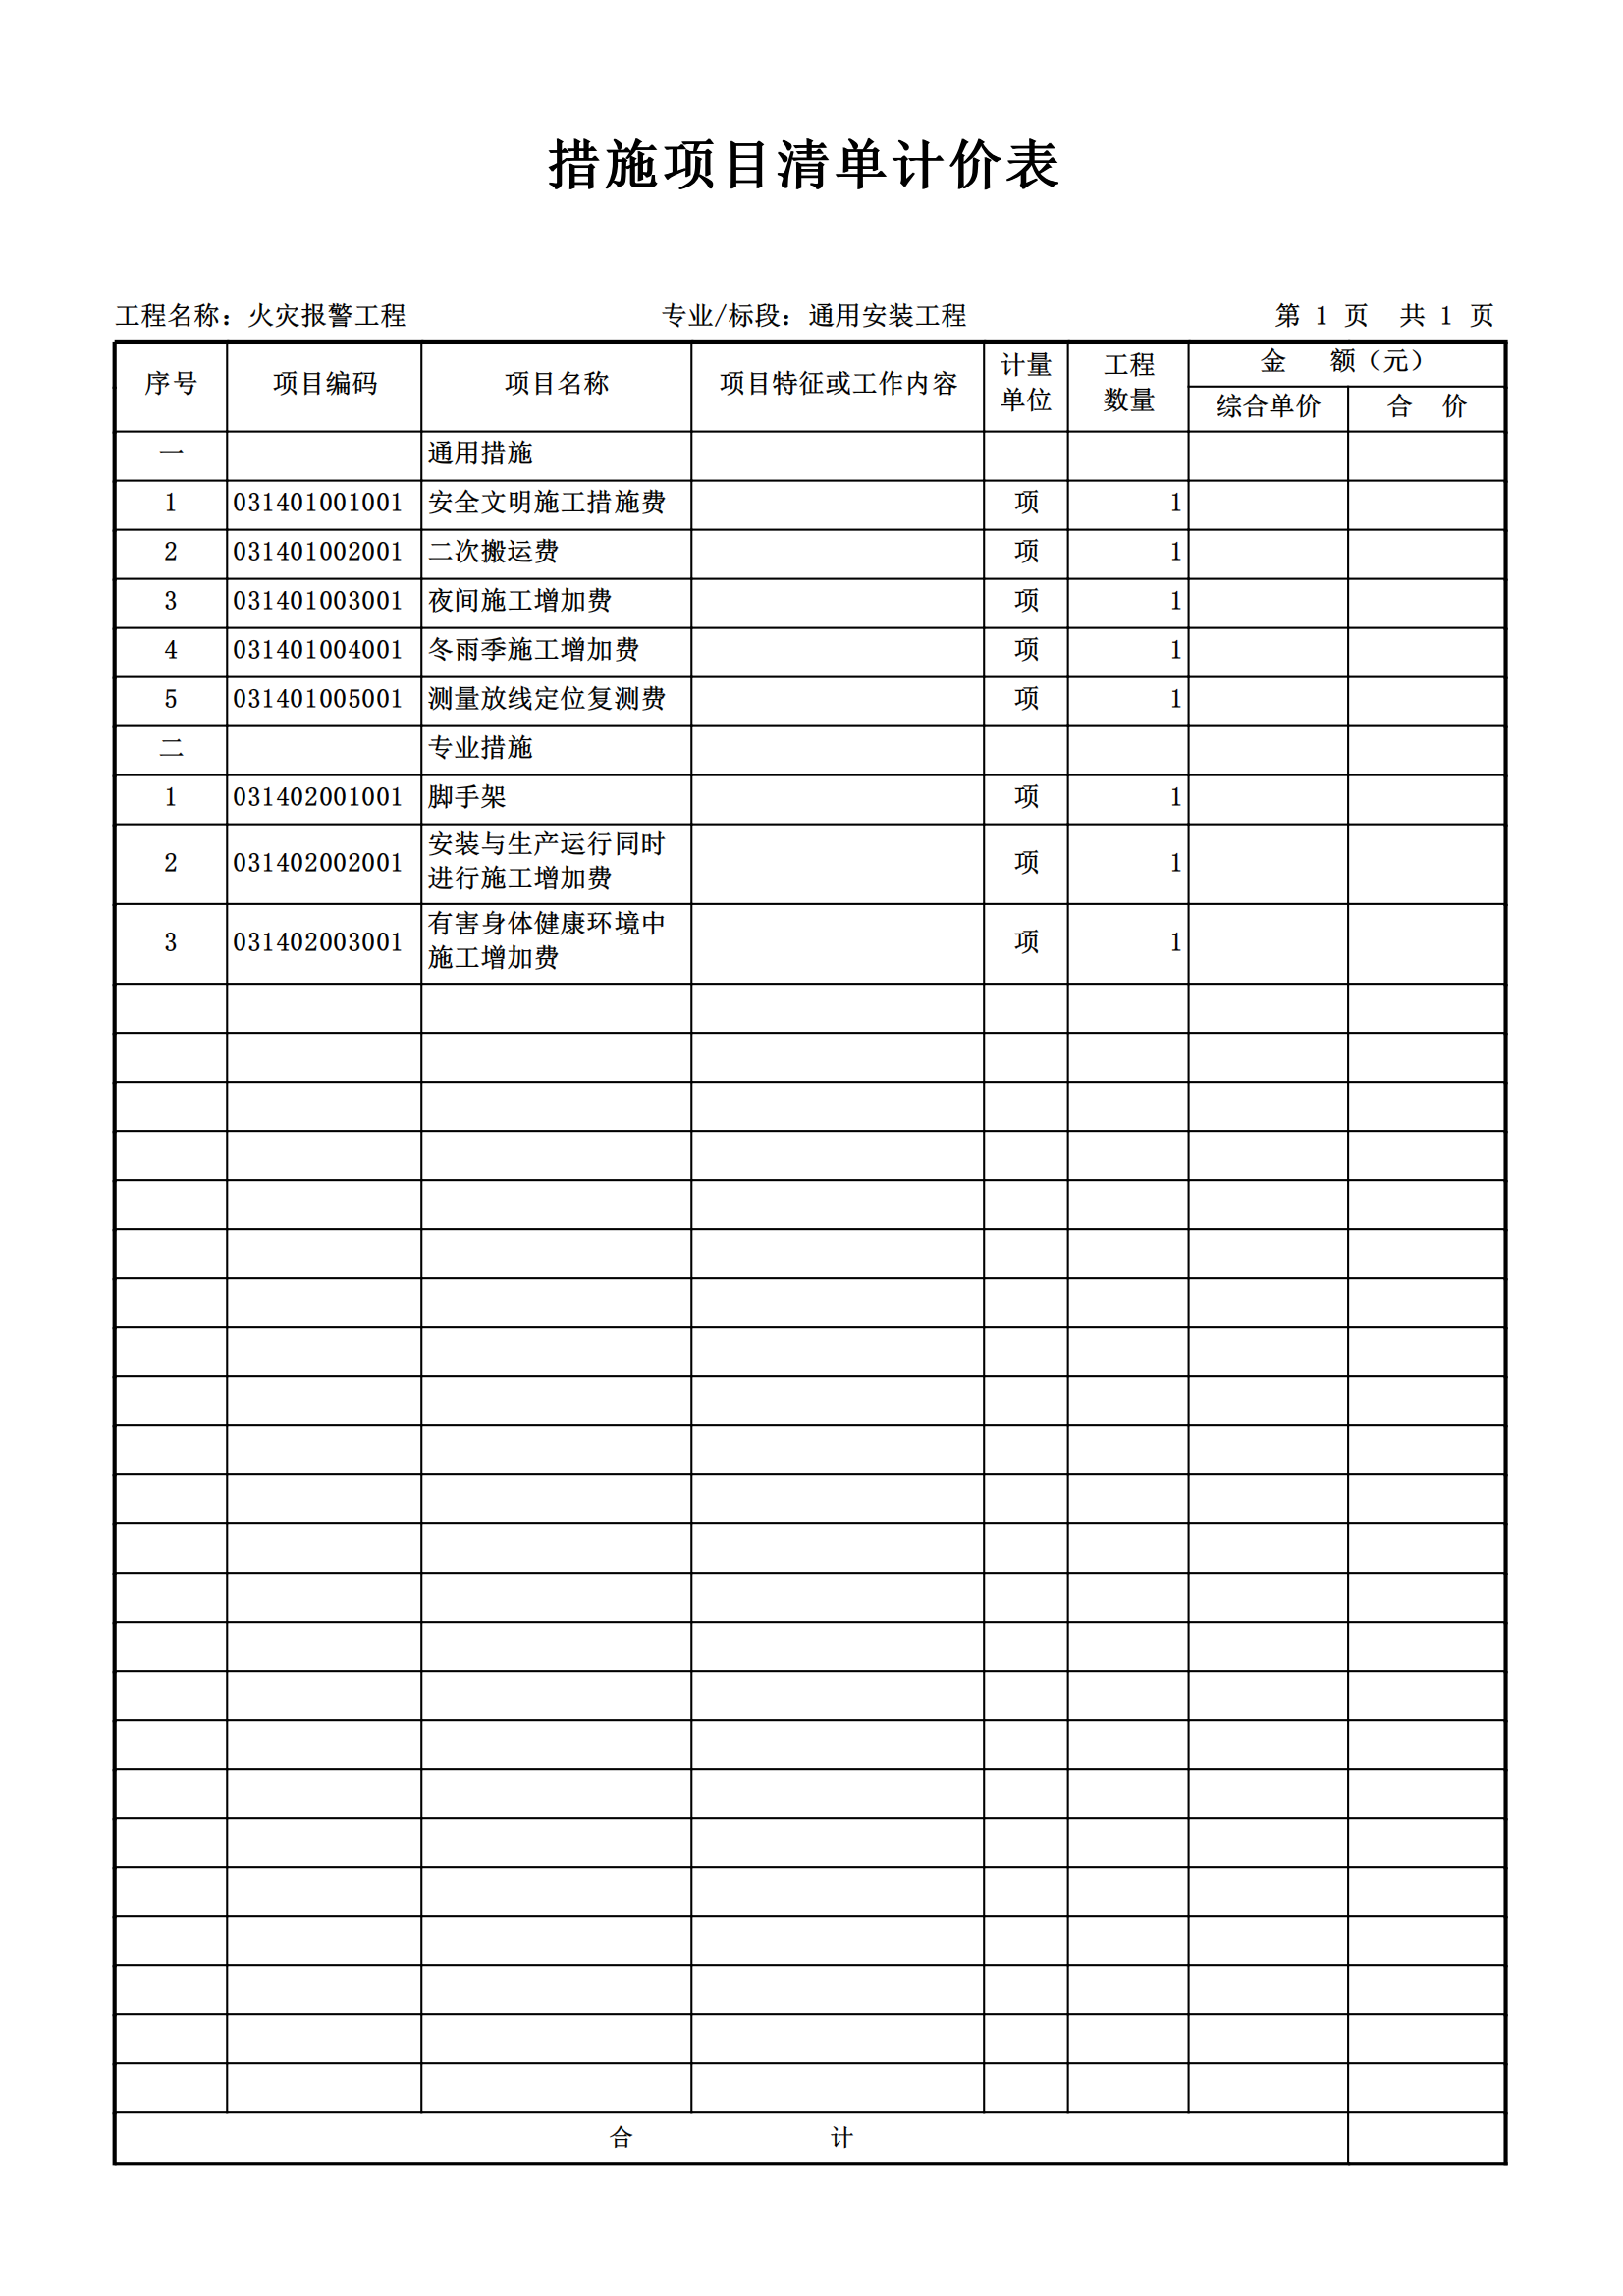 措施项目清单计价表
工程名称：火灾报警工程 专业/标段：通用安装工程 第 1 页 共 1 页
序号 项目编码 项目名称 项目特征或工作内容 计量单位 工程数量 金 额（元）
综合单价 合 价
一 通用措施
1 031401001001 安全文明施工措施费 项 1
2 031401002001 二次搬运费 项 1
3 031401003001 夜间施工增加费 项 1
4 031401004001 冬雨季施工增加费 项 1
5 031401005001 测量放线定位复测费 项 1
二 专业措施
1 031402001001 脚手架 项 1
2 031402002001 安装与生产运行同时进行施工增加费 项 1
3 031402003001 有害身体健康环境中施工增加费 项 1
合 计